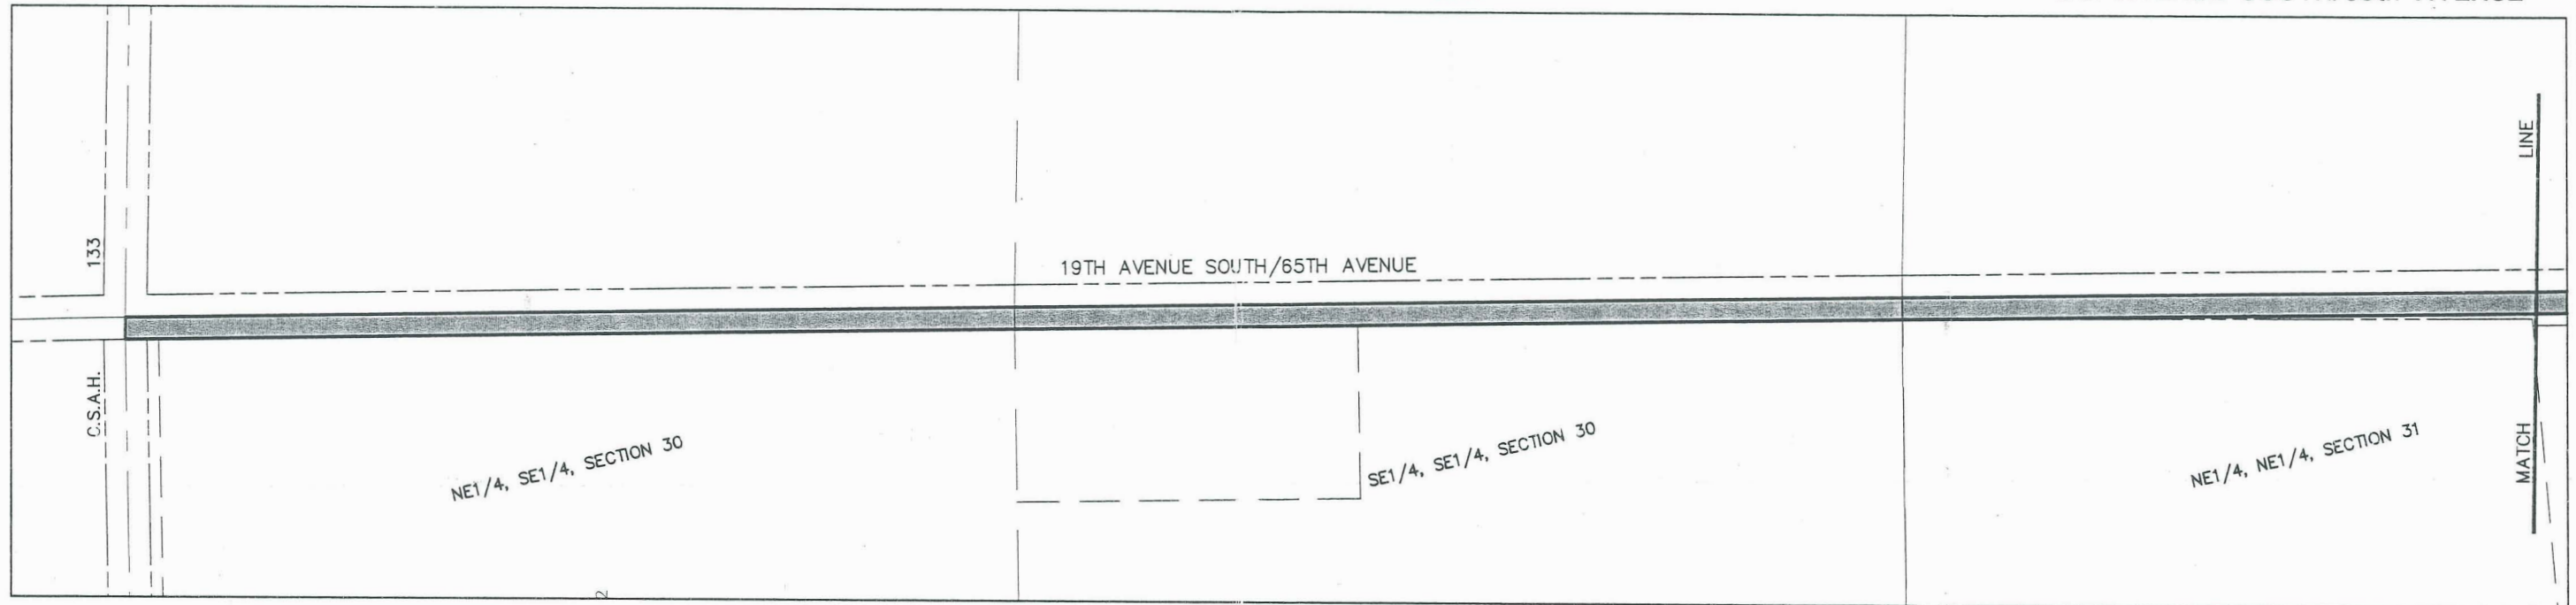 LINE
133
19TH AVENUE SOUTH/65TH AVENUE
C.S.A.H.
NE1/4, SE1/4, SECTION 30
SE1/4, SE1/4, SECTION 30
NE1/4, NE1/4, SECTION 31
MATCH
2